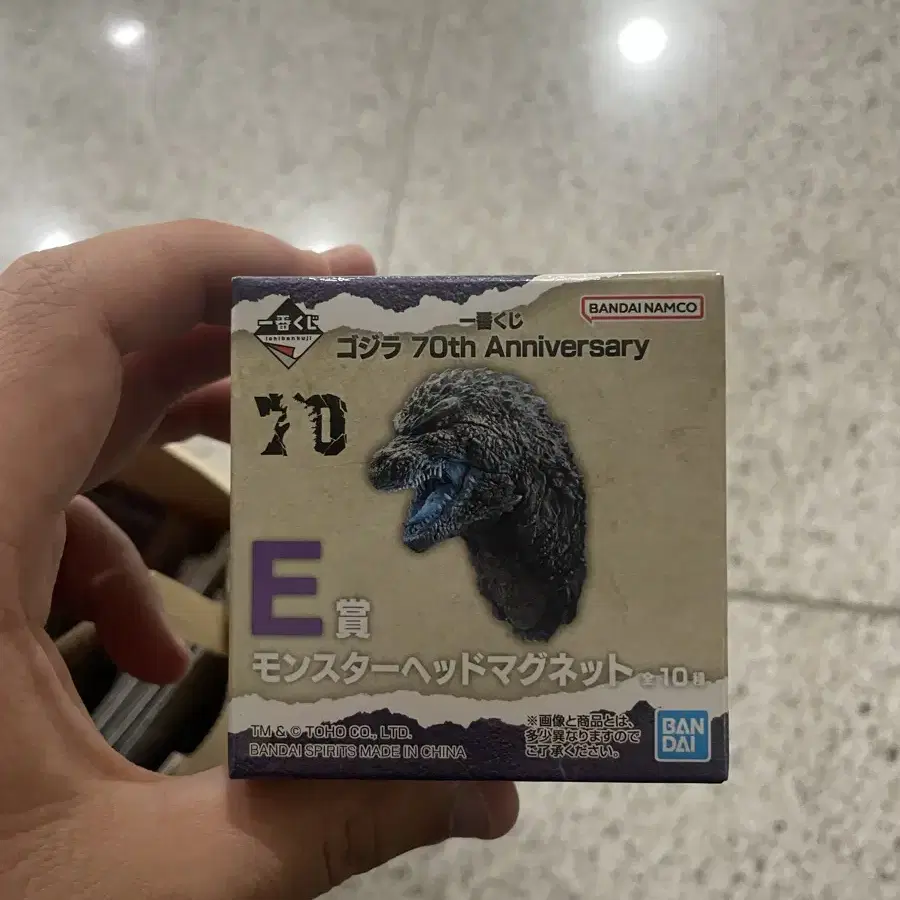 一番くじ
ichibankuji
BANDAI NAMCO
一番くじ
ゴジラ 70th Anniversary
70
E賞
モンスターヘッドマグネット 全10種
TM & © TOHO CO., LTD.
BANDAI SPIRITS MADE IN CHINA
※画像と商品とは、
多少異なりますので
ご了承ください。
BAN
DAI